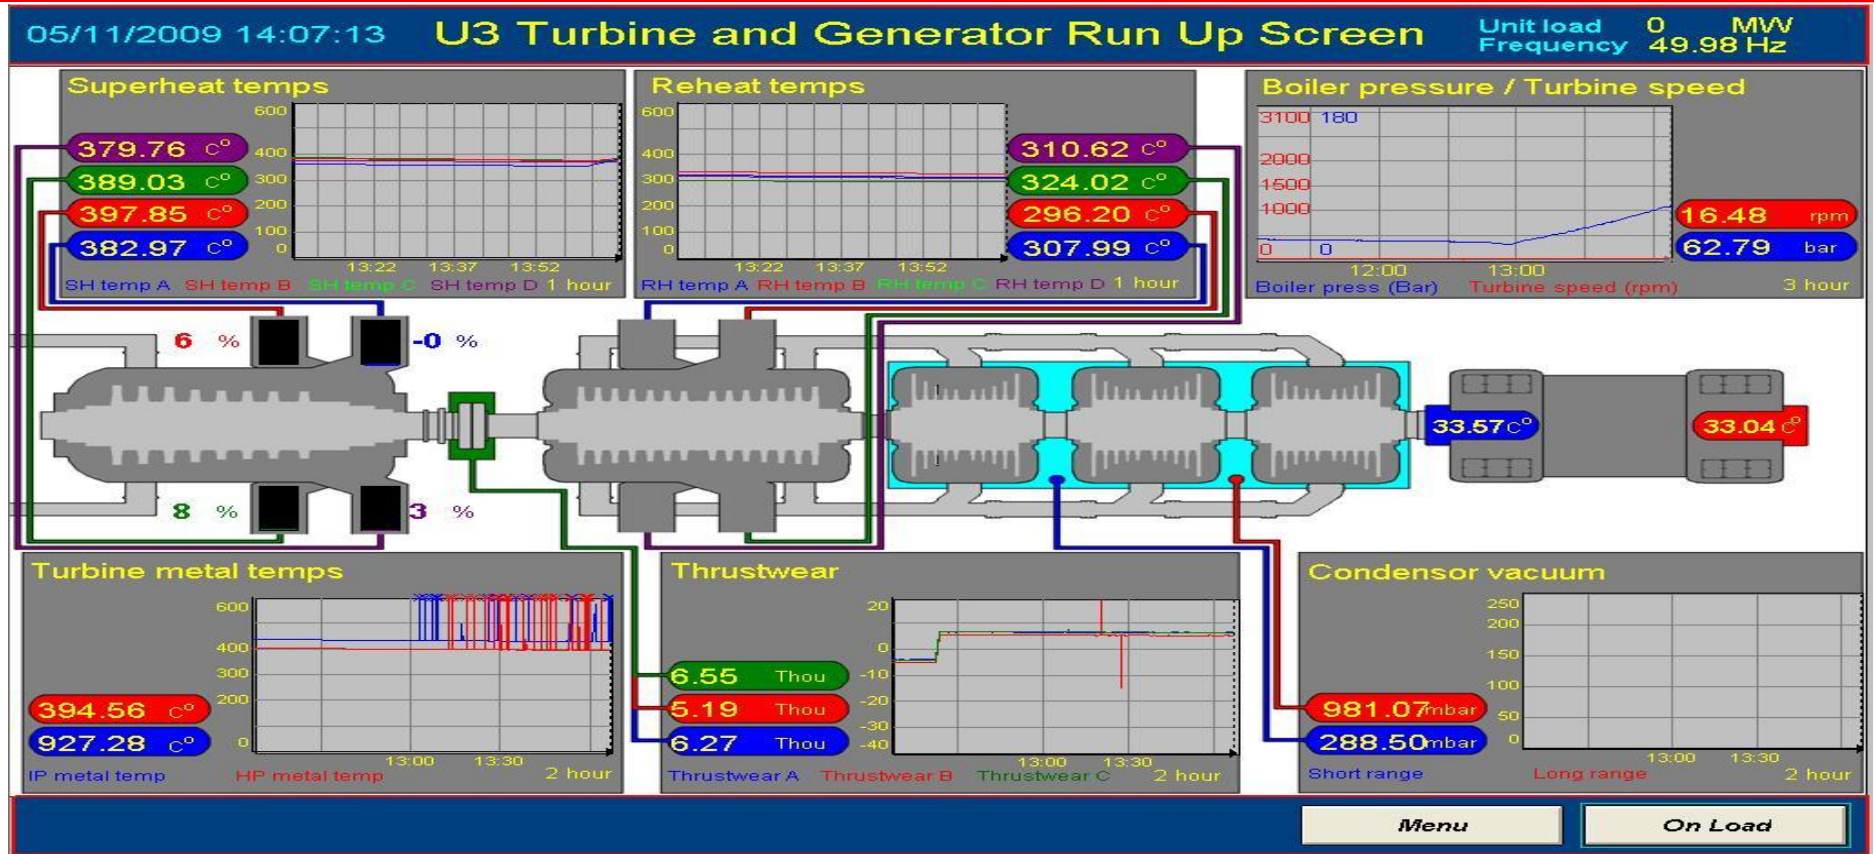 05/11/2009 14:07:13 U3 Turbine and Generator Run Up Screen Unit load 0 MW
Frequency 49.98 Hz
Superheat temps
600
400
300
200
100
0
379.76 C°
389.03 C°
397.85 C°
382.97 C°
13:22 13:37 13:52
SH temp A SH temp B SH temp C SH temp D 1 hour
Reheat temps
600
400
300
200
100
0
310.62 C°
324.02 C°
296.20 C°
307.99 C°
13:22 13:37 13:52
RH temp A RH temp B RH temp C RH temp D 1 hour
Boiler pressure / Turbine speed
3100 180
2000
1500
1000
0 0
16.48 rpm
62.79 bar
12:00 13:00
Boiler press (Bar) Turbine speed (rpm) 3 hour
6 % -0 %
33.57C° 33.04 C°
8 % 3 %
Turbine metal temps
600
400
300
200
0
394.56 C°
927.28 C°
13:00 13:30
IP metal temp HP metal temp 2 hour
Thrustwear
20
0
-10
-20
-30
-40
6.55 Thou
5.19 Thou
6.27 Thou
13:00 13:30
Thrustwear A Thrustwear B Thrustwear C 2 hour
Condensor vacuum
250
200
150
100
50
0
981.07mbar
288.50mbar
13:00 13:30
Short range Long range 2 hour
Menu On Load